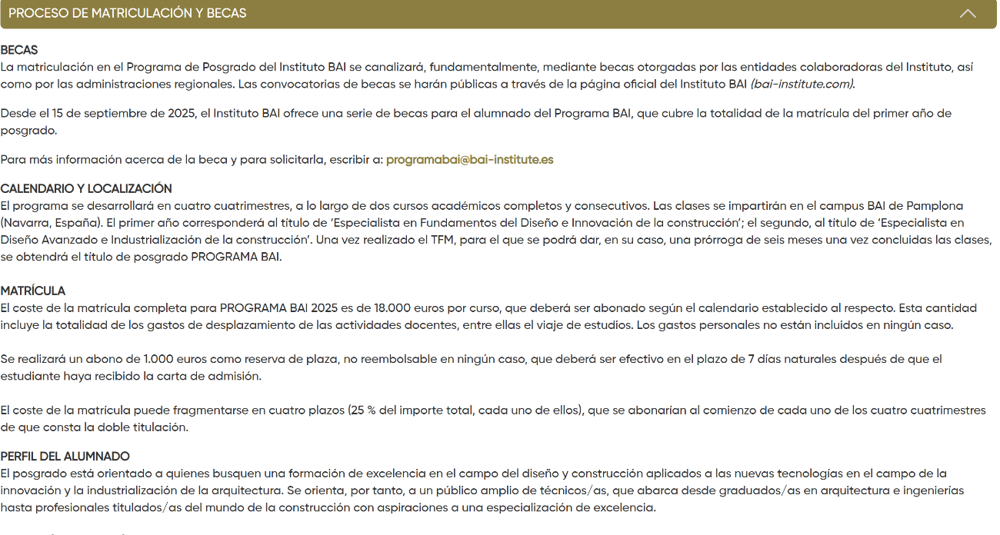 PROCESO DE MATRICULACIÓN Y BECAS
BECAS
La matriculación en el Programa de Posgrado del Instituto BAI se canalizará, fundamentalmente, mediante becas otorgadas por las entidades colaboradoras del Instituto, así
como por las administraciones regionales. Las convocatorias de becas se harán públicas a través de la página oficial del Instituto BAI (bai-institute.com).
Desde el 15 de septiembre de 2025, el Instituto BAI ofrece una serie de becas para el alumnado del Programa BAI, que cubre la totalidad de la matrícula del primer año de
posgrado.
Para más información acerca de la beca y para solicitarla, escribir a: programabai@bai-institute.es
CALENDARIO Y LOCALIZACIÓN
El programa se desarrollará en cuatro cuatrimestres, a lo largo de dos cursos académicos completos y consecutivos. Las clases se impartirán en el campus BAI de Pamplona
(Navarra, España). El primer año corresponderá al título de ‘Especialista en Fundamentos del Diseño e Innovación de la construcción’; el segundo, al título de ‘Especialista en
Diseño Avanzado e Industrialización de la construcción’. Una vez realizado el TFM, para el que se podrá dar, en su caso, una prórroga de seis meses una vez concluidas las clases,
se obtendrá el título de posgrado PROGRAMA BAI.
MATRÍCULA
El coste de la matrícula completa para PROGRAMA BAI 2025 es de 18.000 euros por curso, que deberá ser abonado según el calendario establecido al respecto. Esta cantidad
incluye la totalidad de los gastos de desplazamiento de las actividades docentes, entre ellas el viaje de estudios. Los gastos personales no están incluidos en ningún caso.
Se realizará un abono de 1.000 euros como reserva de plaza, no reembolsable en ningún caso, que deberá ser efectivo en el plazo de 7 días naturales después de que el
estudiante haya recibido la carta de admisión.
El coste de la matrícula puede fragmentarse en cuatro plazos (25 % del importe total, cada uno de ellos), que se abonarían al comienzo de cada uno de los cuatro cuatrimestres
de que consta la doble titulación.
PERFIL DEL ALUMNADO
El posgrado está orientado a quienes busquen una formación de excelencia en el campo del diseño y construcción aplicados a las nuevas tecnologías en el campo de la
innovación y la industrialización de la arquitectura. Se orienta, por tanto, a un público amplio de técnicos/as, que abarca desde graduados/as en arquitectura e ingenierías
hasta profesionales titulados/as del mundo de la construcción con aspiraciones a una especialización de excelencia.